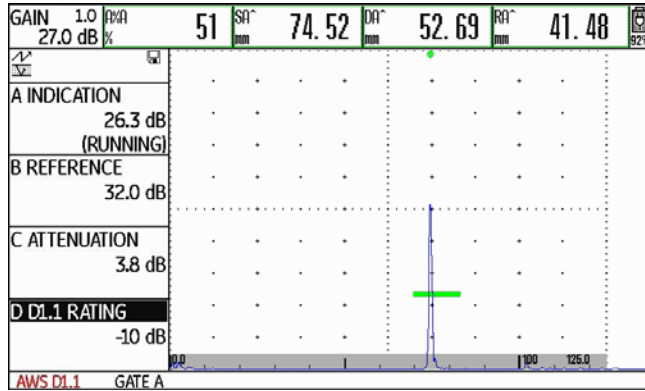 GAIN 1.0
27.0 dB
A%A
%
51
SA^
mm
74.52
DA^
mm
52.69
RA^
mm
41.48
92%
A INDICATION
26.3 dB
(RUNNING)
B REFERENCE
32.0 dB
C ATTENUATION
3.8 dB
D D1.1 RATING
-10 dB
0.0
100
125.0
AWS D1.1 GATE A